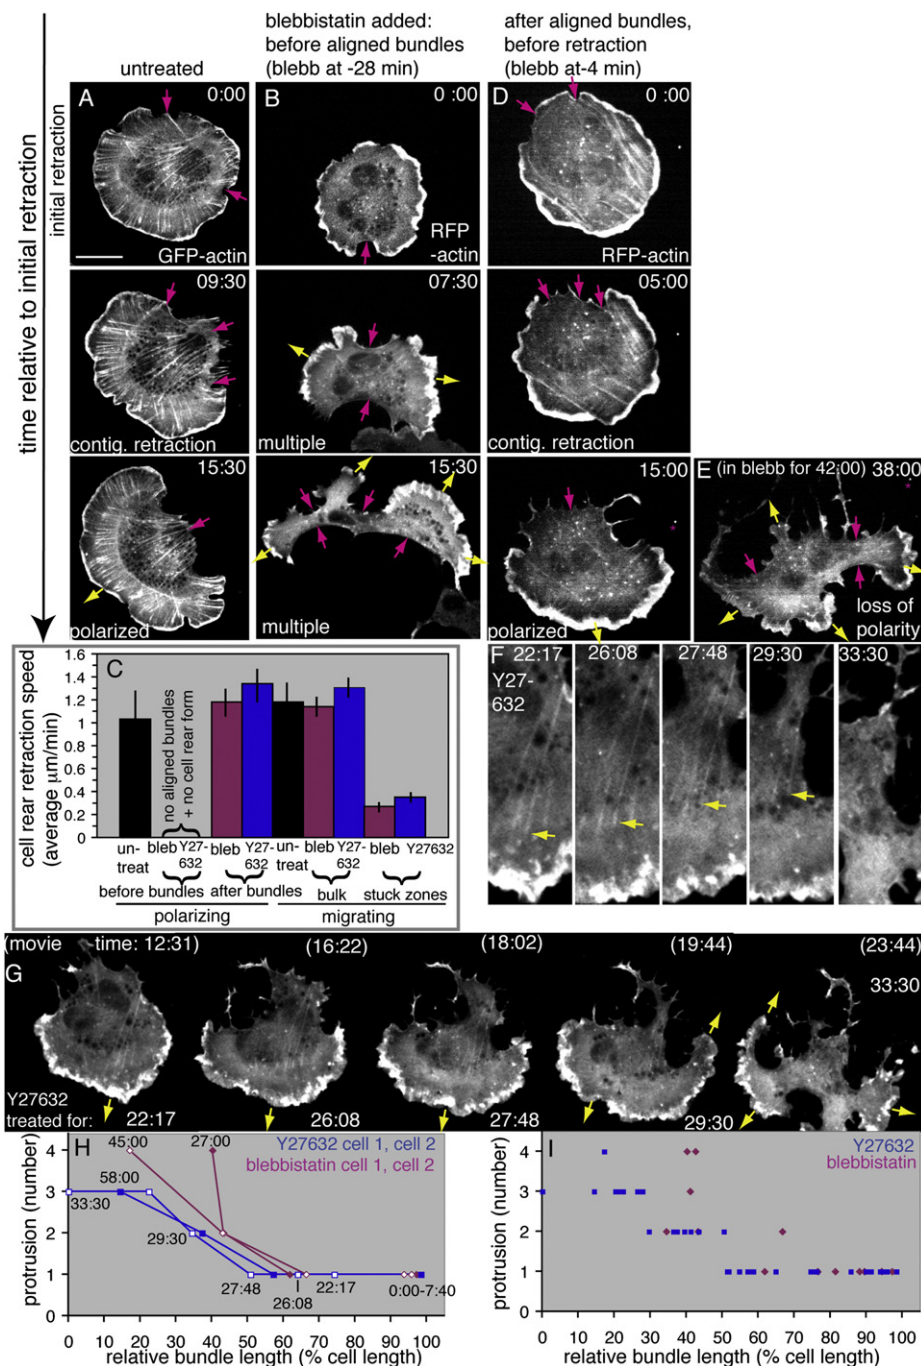 blebbistatin added:
before aligned bundles
(blebb at -28 min)
after aligned bundles,
before retraction
(blebb at-4 min)
untreated
time relative to initial retraction
initial retraction
A
0:00
GFP-actin
B
0 :00
RFP
-actin
D
0 :00
RFP-actin
09:30
contig. retraction
07:30
multiple
05:00
contig. retraction
15:30
polarized
15:30
multiple
15:00
polarized
E (in blebb for 42:00) 38:00
loss of
polarity
C
cell rear retraction speed
(average µm/min)
1.6
1.4
1.2
1
0.8
0.6
0.4
0.2
0
no aligned bundles
+ no cell rear form
un-
treat
bleb
Y27-
632
bleb
Y27-
632
un-
treat
bleb
Y27-
632
bleb
Y27632
before bundles
after bundles
bulk
stuck zones
polarizing
migrating
F
22:17
Y27-
632
26:08
27:48
29:30
33:30
(movie time: 12:31)
(16:22)
(18:02)
(19:44)
(23:44)
G
33:30
Y27632
treated for:
22:17
26:08
27:48
29:30
H
Y27632 cell 1, cell 2
blebbistatin cell 1, cell 2
protrusion (number)
4
3
2
1
0
45:00
27:00
58:00
33:30
29:30
27:48
26:08
22:17
0:00-7:40
0 10 20 30 40 50 60 70 80 90 100
relative bundle length (% cell length)
I
Y27632
blebbistatin
protrusion (number)
4
3
2
1
0
0 10 20 30 40 50 60 70 80 90 100
relative bundle length (% cell length)